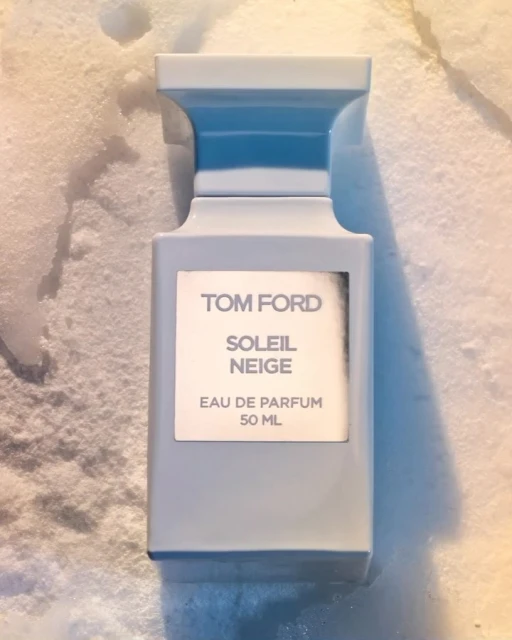 TOM FORD
SOLEIL
NEIGE
EAU DE PARFUM
50 ML